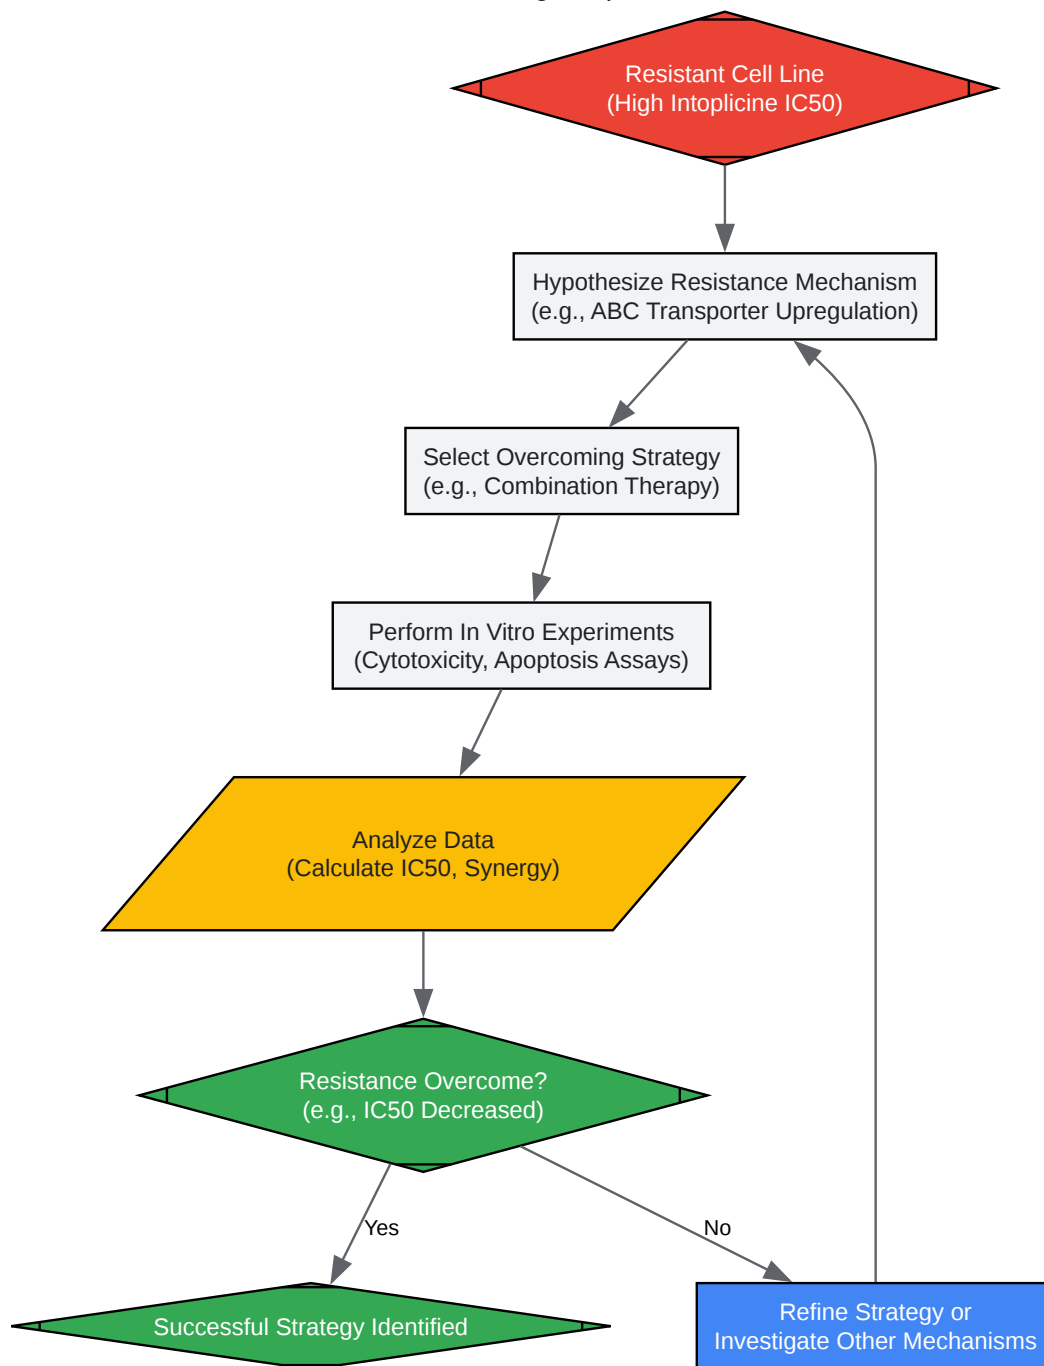 Resistant Cell Line
(High Intoplicine IC50)
Hypothesize Resistance Mechanism
(e.g., ABC Transporter Upregulation)
Select Overcoming Strategy
(e.g., Combination Therapy)
Perform In Vitro Experiments
(Cytotoxicity, Apoptosis Assays)
Analyze Data
(Calculate IC50, Synergy)
Resistance Overcome?
(e.g., IC50 Decreased)
Yes
No
Successful Strategy Identified
Refine Strategy or
Investigate Other Mechanisms